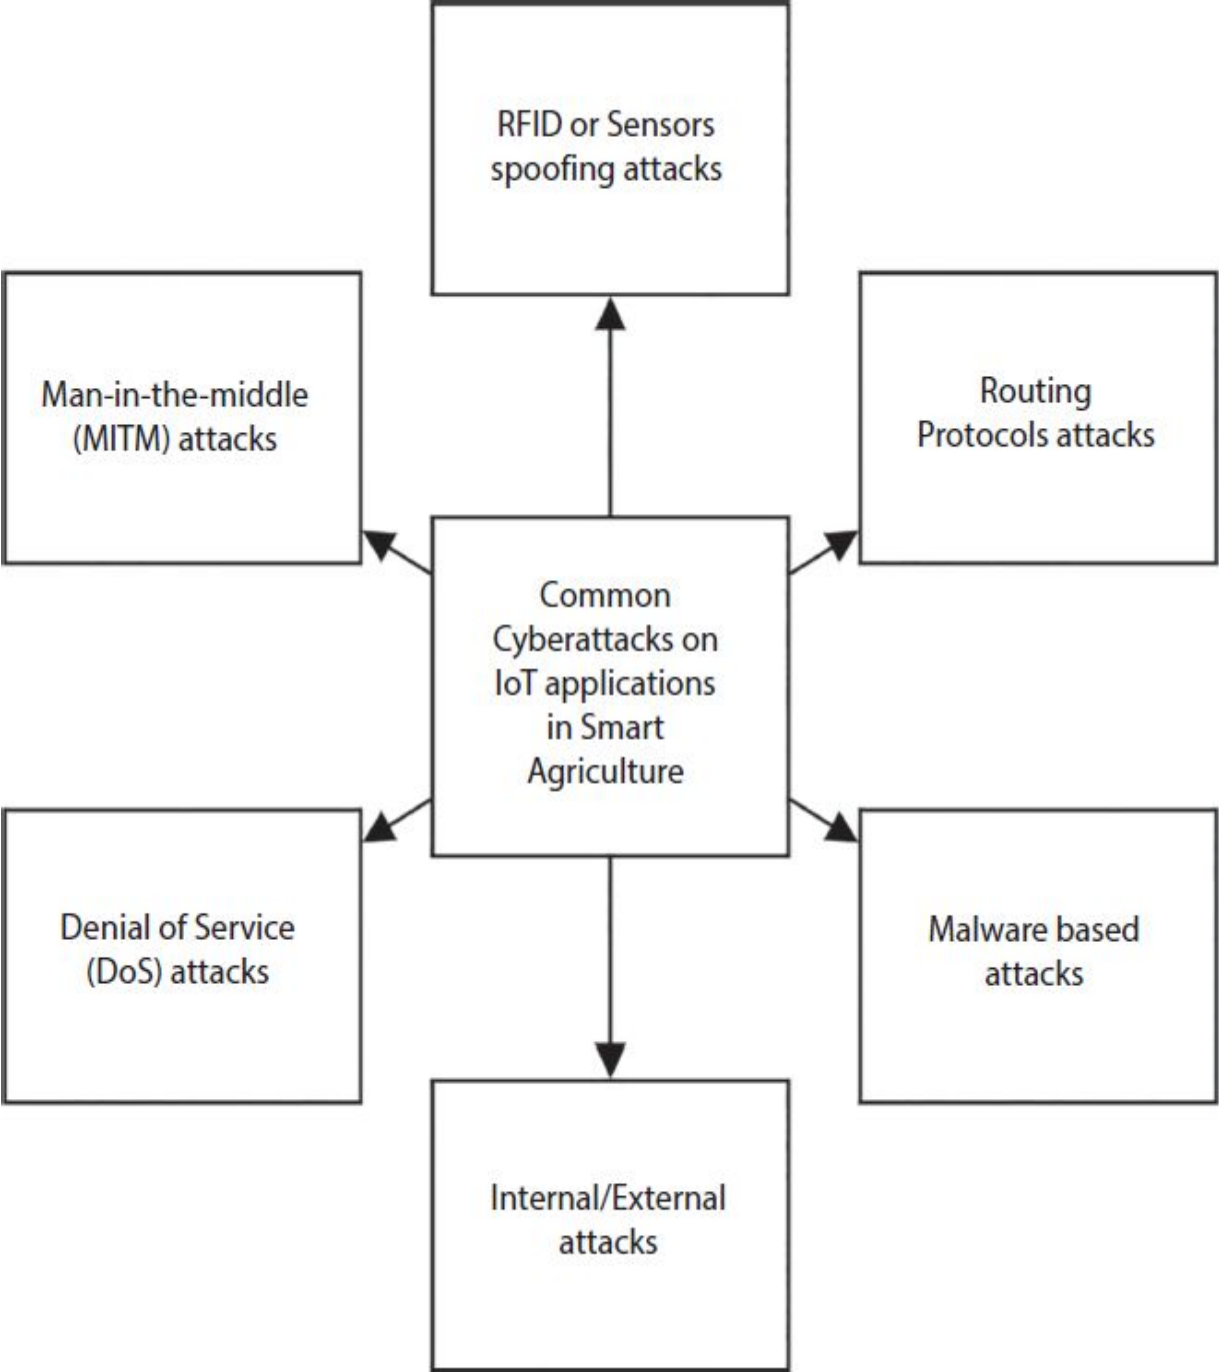 RFID or Sensors
spoofing attacks
Man-in-the-middle
(MITM) attacks
Routing
Protocols attacks
Common
Cyberattacks on
IoT applications
in Smart
Agriculture
Denial of Service
(DoS) attacks
Malware based
attacks
Internal/External
attacks